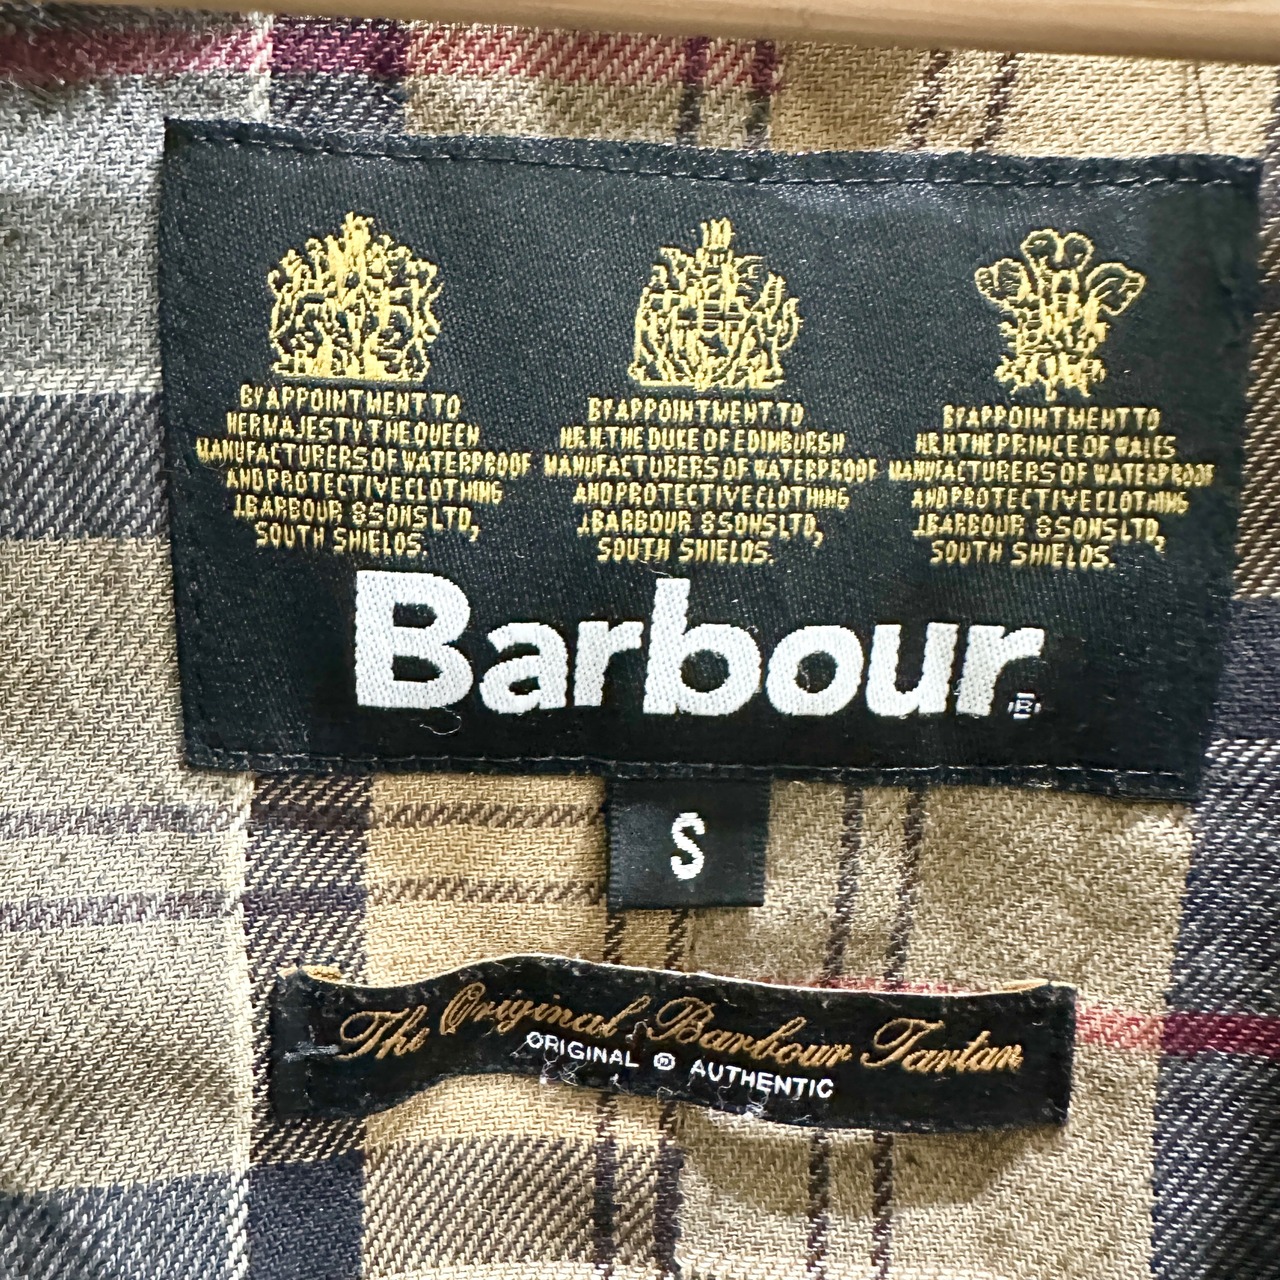 BY APPOINTMENT TO
HER MAJESTY THE QUEEN
MANUFACTURERS OF WATERPROOF
AND PROTECTIVE CLOTHING
J.BARBOUR & SONS LTD,
SOUTH SHIELDS.
BY APPOINTMENT TO
H.R.H. THE DUKE OF EDINBURGH
MANUFACTURERS OF WATERPROOF
AND PROTECTIVE CLOTHING
J.BARBOUR & SONS LTD,
SOUTH SHIELDS.
BY APPOINTMENT TO
H.R.H. THE PRINCE OF WALES
MANUFACTURERS OF WATERPROOF
AND PROTECTIVE CLOTHING
J.BARBOUR & SONS LTD,
SOUTH SHIELDS.
Barbour®
S
The Original Barbour Tartan
ORIGINAL ® AUTHENTIC